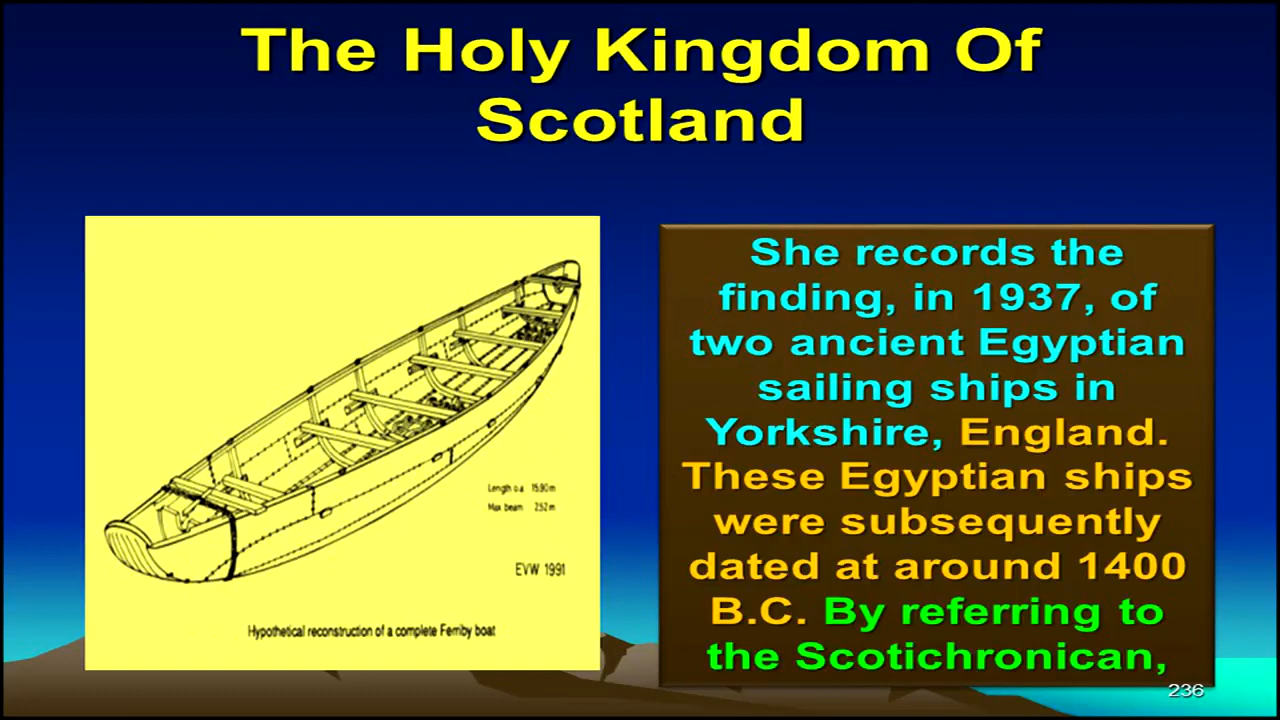 The Holy Kingdom Of
Scotland
She records the
finding, in 1937, of
two ancient Egyptian
sailing ships in
Yorkshire, England.
These Egyptian ships
were subsequently
dated at around 1400
B.C. By referring to
the Scotichronican,
Length o.a 15.90 m
Max beam 2.52 m
EVW 1991
Hypothetical reconstruction of a complete Ferriby boat
236